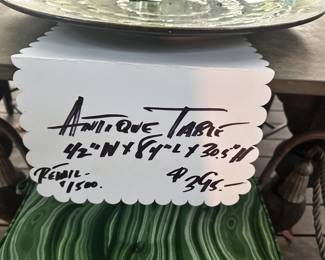 ANTIQUE TABLE
42"W X 84"L X 30.5"H
RETAIL- $395.-
$1500.